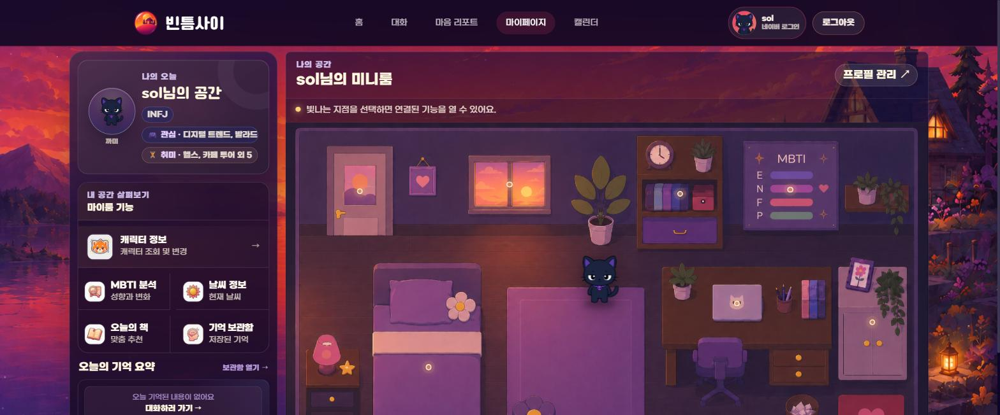 빈틈사이
홈
대화
마음 리포트
마이페이지
캘린더
sol
네이버 로그인
로그아웃
나의 오늘
sol님의 공간
INFJ
관심 · 디지털 트렌드, 발라드
취미 · 헬스, 카페 투어 외 5
까미
내 공간 살펴보기
마이룸 기능
캐릭터 정보
캐릭터 조회 및 변경
→
MBTI 분석
성향과 변화
날씨 정보
현재 날씨
오늘의 책
맞춤 추천
기억 보관함
저장된 기억
오늘의 기억 요약
보관함 열기 →
오늘 기억된 내용이 없어요
대화하러 가기 →
나의 공간
sol님의 미니룸
프로필 관리 ↗
빛나는 지점을 선택하면 연결된 기능을 열 수 있어요.
MBTI
E
N
F
P